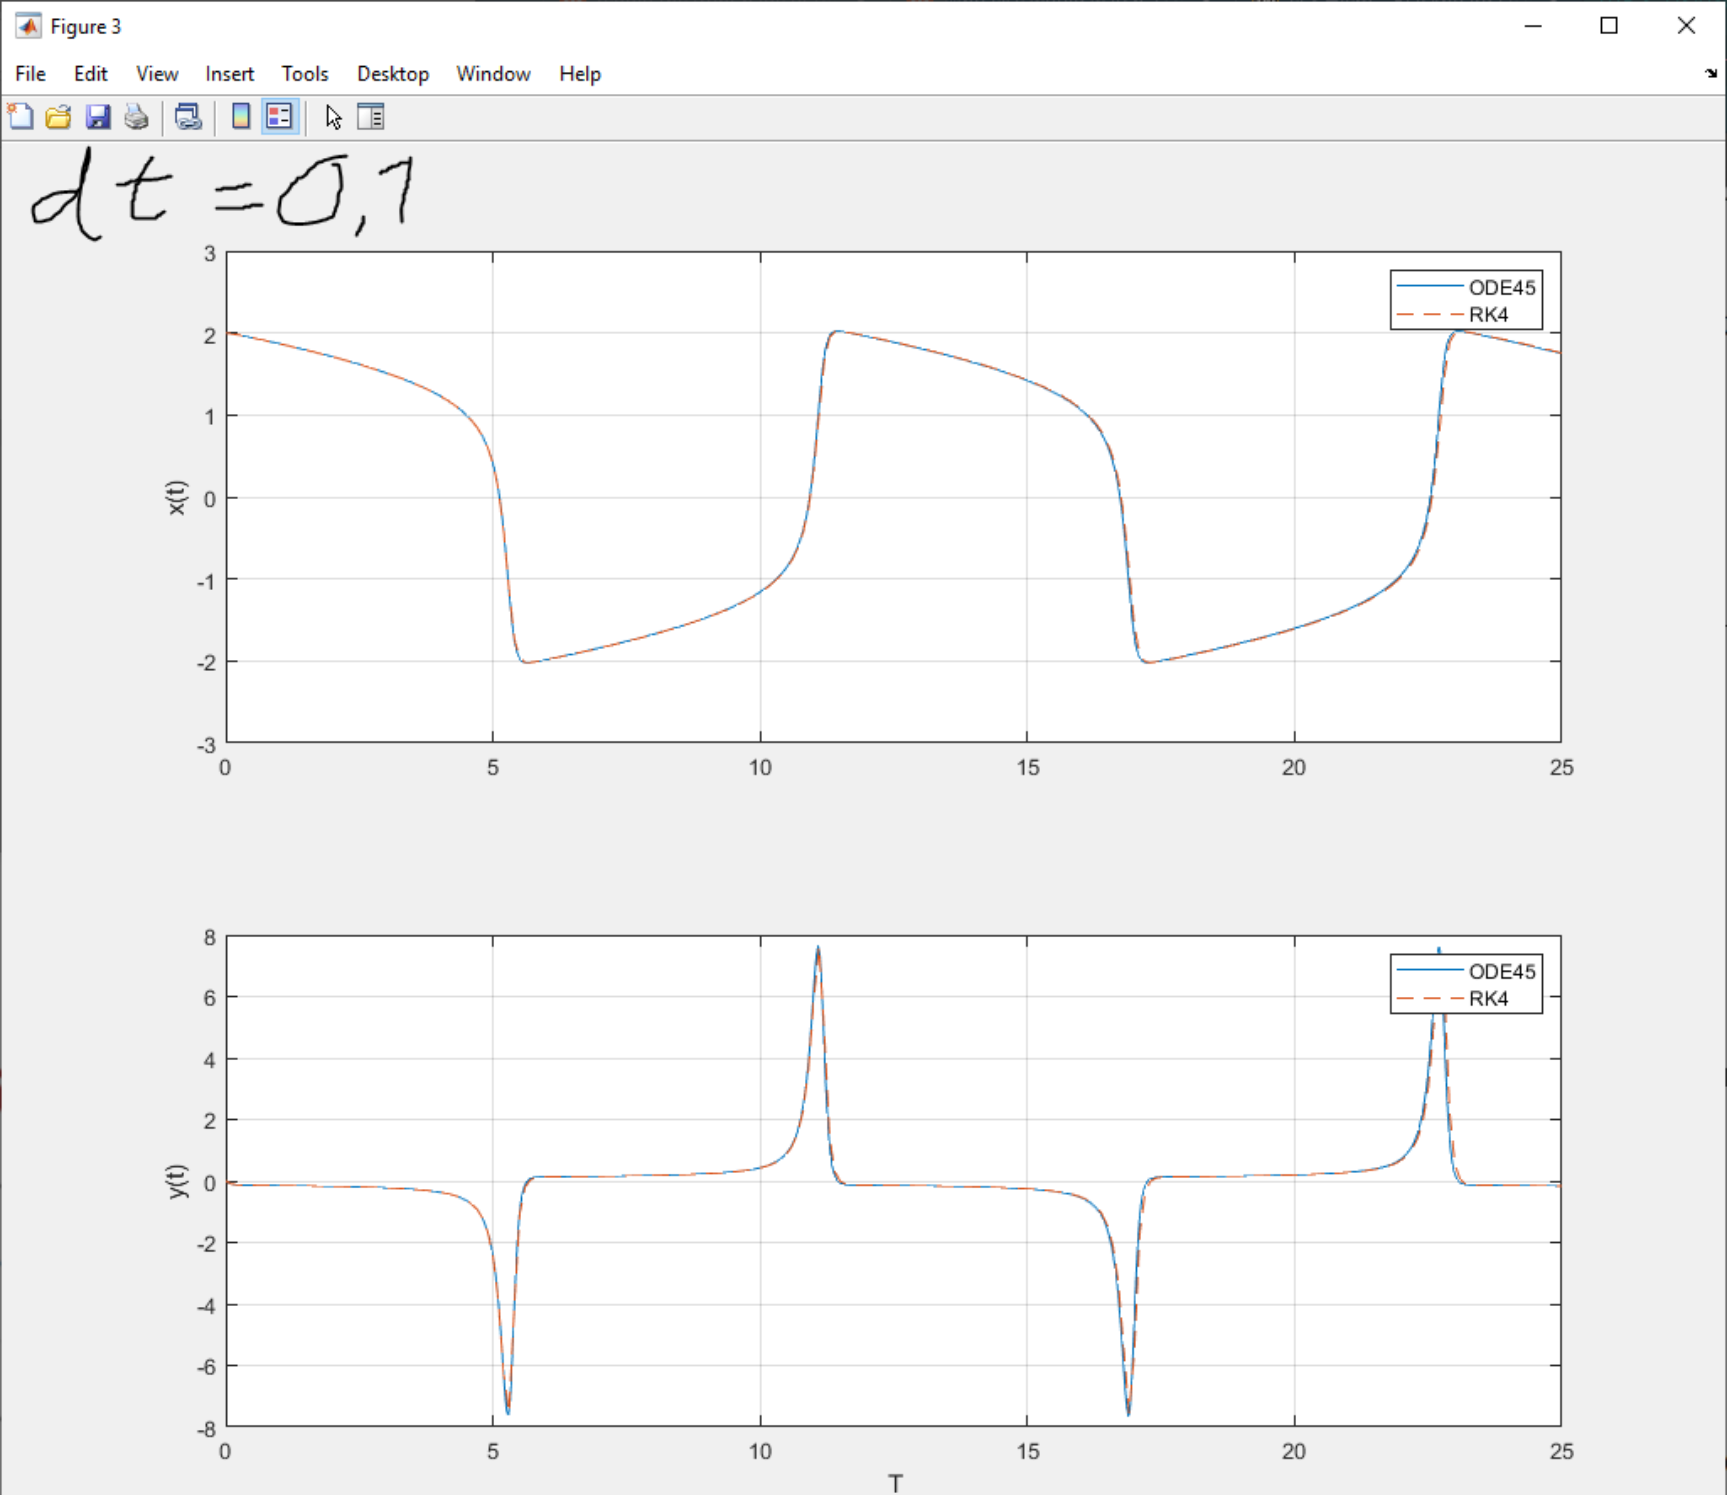 Figure 3
File Edit View Insert Tools Desktop Window Help
dt=0,1
3
2
1
0
-1
-2
-3
x(t)
ODE45
RK4
0 5 10 15 20 25
8
6
4
2
0
-2
-4
-6
-8
y(t)
ODE45
RK4
0 5 10 15 20 25
T